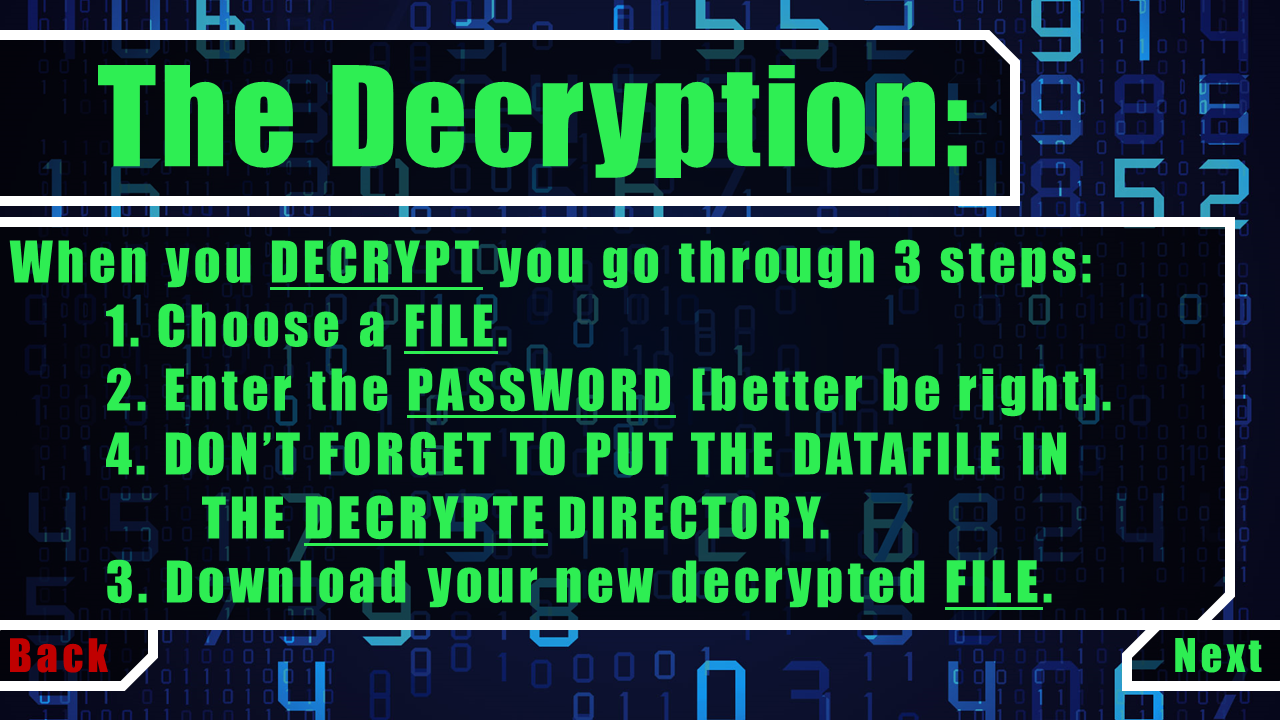 The Decryption:
When you DECRYPT you go through 3 steps:
1. Choose a FILE.
2. Enter the PASSWORD [better be right].
4. DON’T FORGET TO PUT THE DATAFILE IN
THE DECRYPTE DIRECTORY.
3. Download your new decrypted FILE.
Back
Next